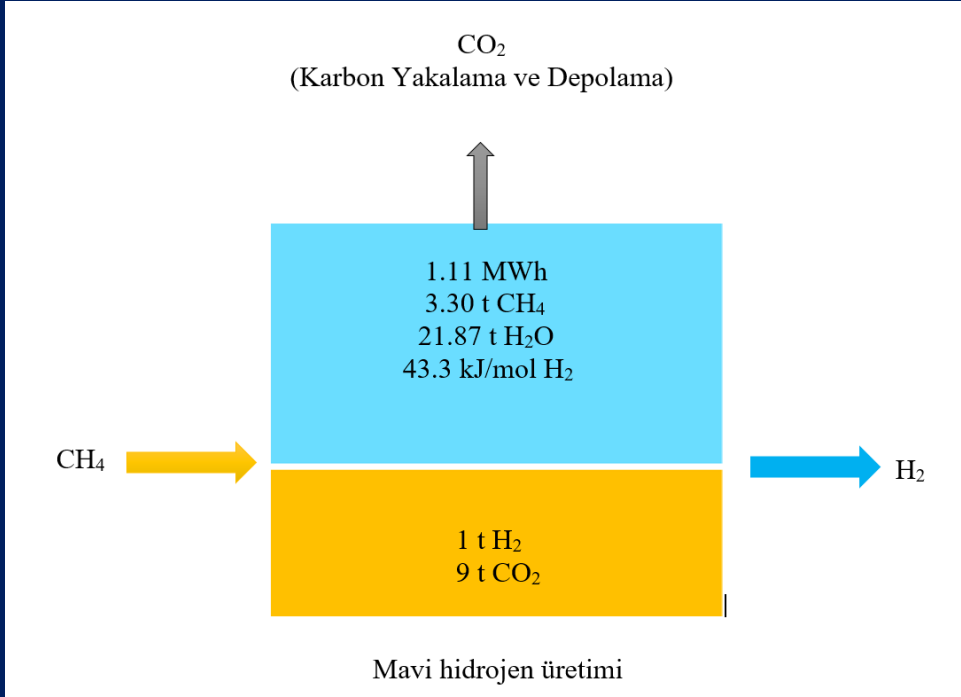 CO₂
(Karbon Yakalama ve Depolama)
1.11 MWh
3.30 t CH₄
21.87 t H₂O
43.3 kJ/mol H₂
CH₄
H₂
1 t H₂
9 t CO₂
Mavi hidrojen üretimi